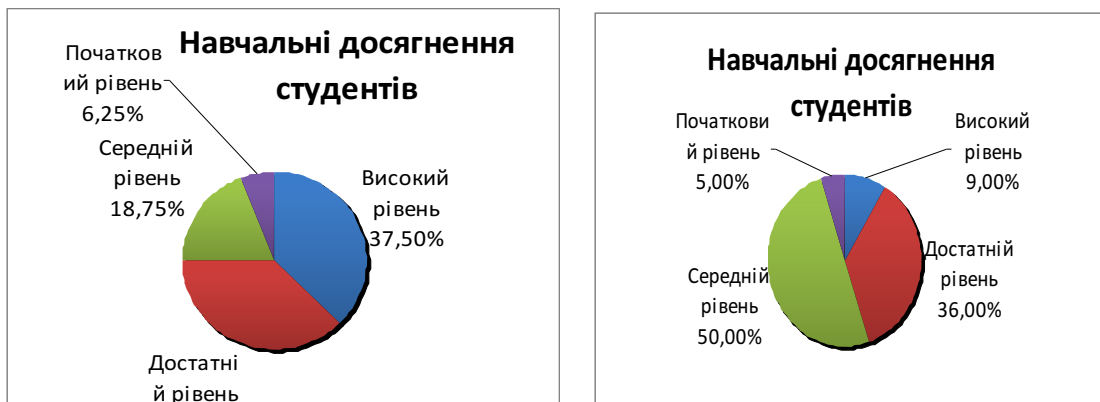 Навчальні досягнення
студентів
Початков
ий рівень
6,25%
Середній
рівень
18,75%
Високий
рівень
37,50%
Достатні
й рівень
Навчальні досягнення
студентів
Початкови
й рівень
5,00%
Високий
рівень
9,00%
Середній
рівень
50,00%
Достатній
рівень
36,00%